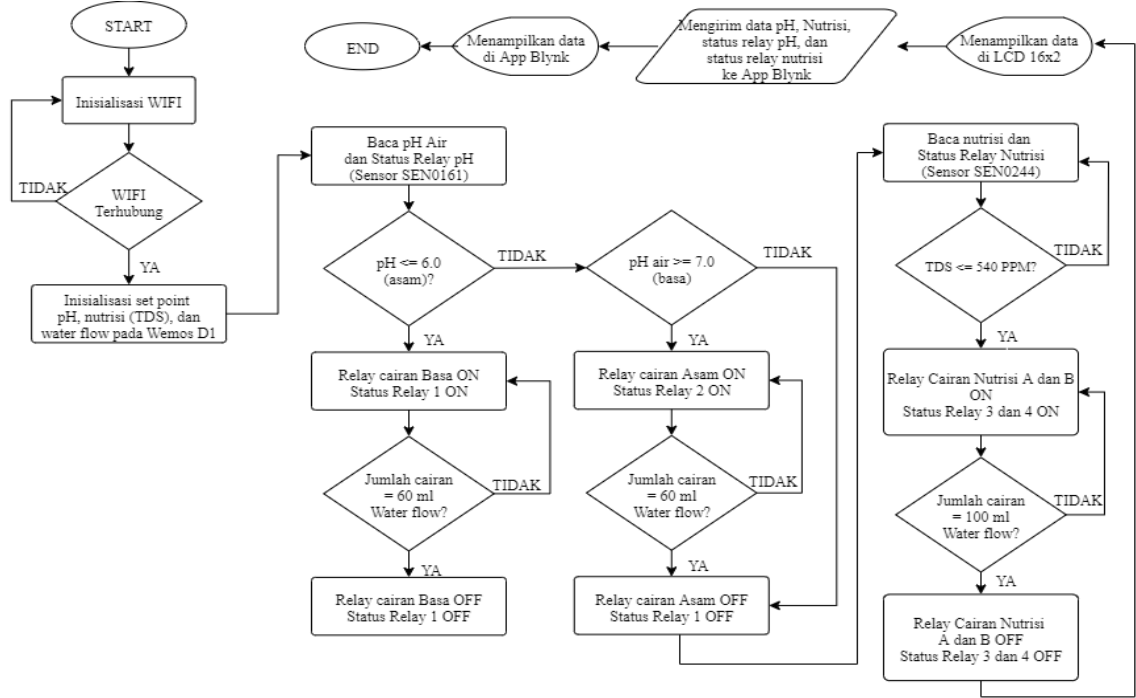 START
Inisialisasi WIFI
TIDAK
WIFI
Terhubung
YA
Inisialisasi set point
pH, nutrisi (TDS), dan
water flow pada Wemos D1
Baca pH Air
dan Status Relay pH
(Sensor SEN0161)
pH <= 6.0
(asam)?
TIDAK
YA
Relay cairan Basa ON
Status Relay 1 ON
Jumlah cairan
= 60 ml
Water flow?
TIDAK
YA
Relay cairan Basa OFF
Status Relay 1 OFF
pH air >= 7.0
(basa)
TIDAK
YA
Relay cairan Asam ON
Status Relay 2 ON
Jumlah cairan
= 60 ml
Water flow?
TIDAK
YA
Relay cairan Asam OFF
Status Relay 1 OFF
Baca nutrisi dan
Status Relay Nutrisi
(Sensor SEN0244)
TDS <= 540 PPM?
TIDAK
YA
Relay Cairan Nutrisi A dan B
ON
Status Relay 3 dan 4 ON
Jumlah cairan
= 100 ml
Water flow?
TIDAK
YA
Relay Cairan Nutrisi
A dan B OFF
Status Relay 3 dan 4 OFF
Menampilkan data
di LCD 16x2
Mengirim data pH, Nutrisi,
status relay pH, dan
status relay nutrisi
ke App Blynk
Menampilkan data
di App Blynk
END